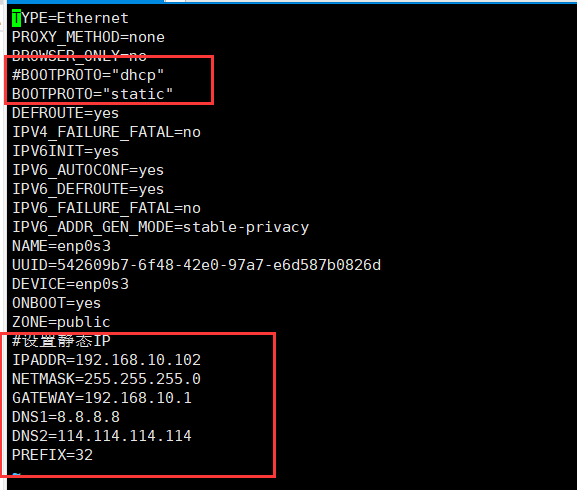 TYPE=Ethernet
PROXY_METHOD=none
BROWSER_ONLY=no
#BOOTPROTO="dhcp"
BOOTPROTO="static"
DEFROUTE=yes
IPV4_FAILURE_FATAL=no
IPV6INIT=yes
IPV6_AUTOCONF=yes
IPV6_DEFROUTE=yes
IPV6_FAILURE_FATAL=no
IPV6_ADDR_GEN_MODE=stable-privacy
NAME=enp0s3
UUID=542609b7-6f48-42e0-97a7-e6d587b0826d
DEVICE=enp0s3
ONBOOT=yes
ZONE=public
#设置静态IP
IPADDR=192.168.10.102
NETMASK=255.255.255.0
GATEWAY=192.168.10.1
DNS1=8.8.8.8
DNS2=114.114.114.114
PREFIX=32
~